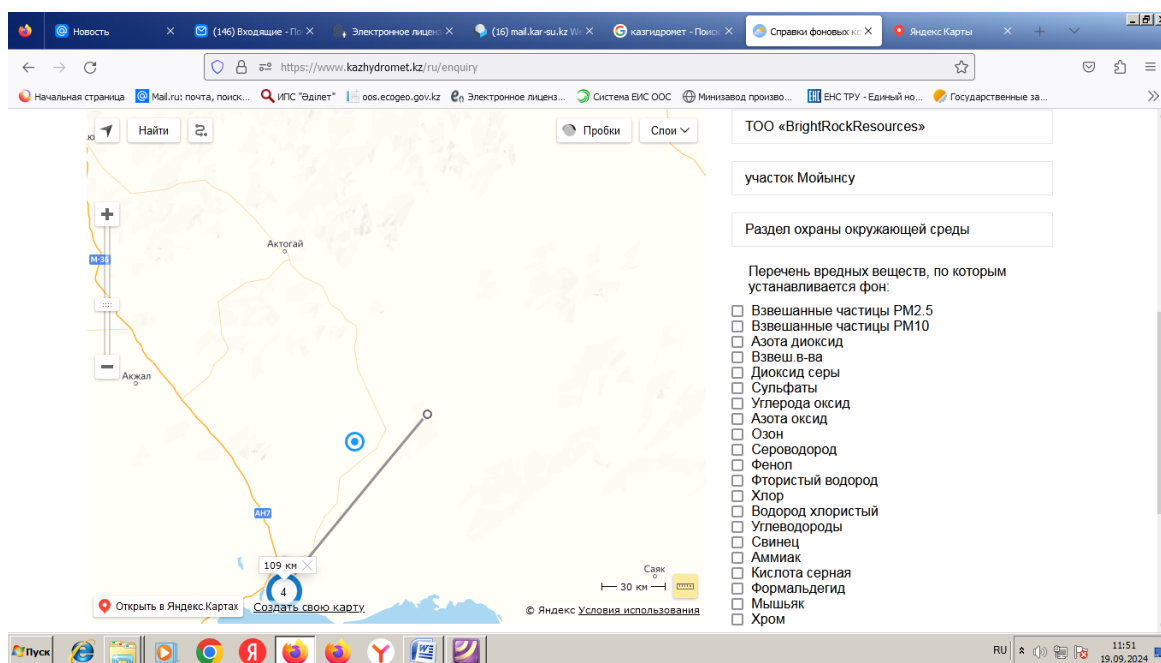 Новость
(146) Входящие - По
Электронное лиценз
(16) mail.kar-su.kz We
казгидромет - Поис
Справки фоновых ко
Яндекс Карты
https://www.kazhydromet.kz/ru/enquiry
Начальная страница
Mail.ru: почта, поиск...
ИПС "Әділет"
oos.ecogeo.gov.kz
Электронное лиценз...
Система ЕИС ООС
Минизавод произво...
ЕНС ТРУ - Единый но...
Государственные за...
Найти
Пробки
Слои
Актогай
М-36
Акжал
АН7
109 км
4
Саяк
30 км
Открыть в Яндекс.Картах
Создать свою карту
© Яндекс Условия использования
ТОО «BrightRockResources»
участок Мойынсу
Раздел охраны окружающей среды
Перечень вредных веществ, по которым
устанавливается фон:
Взвешанные частицы PM2.5
Взвешанные частицы PM10
Азота диоксид
Взвеш.в-ва
Диоксид серы
Сульфаты
Углерода оксид
Азота оксид
Озон
Сероводород
Фенол
Фтористый водород
Хлор
Водород хлористый
Углеводороды
Свинец
Аммиак
Кислота серная
Формальдегид
Мышьяк
Хром
Пуск
RU
11:51
19.09.2024